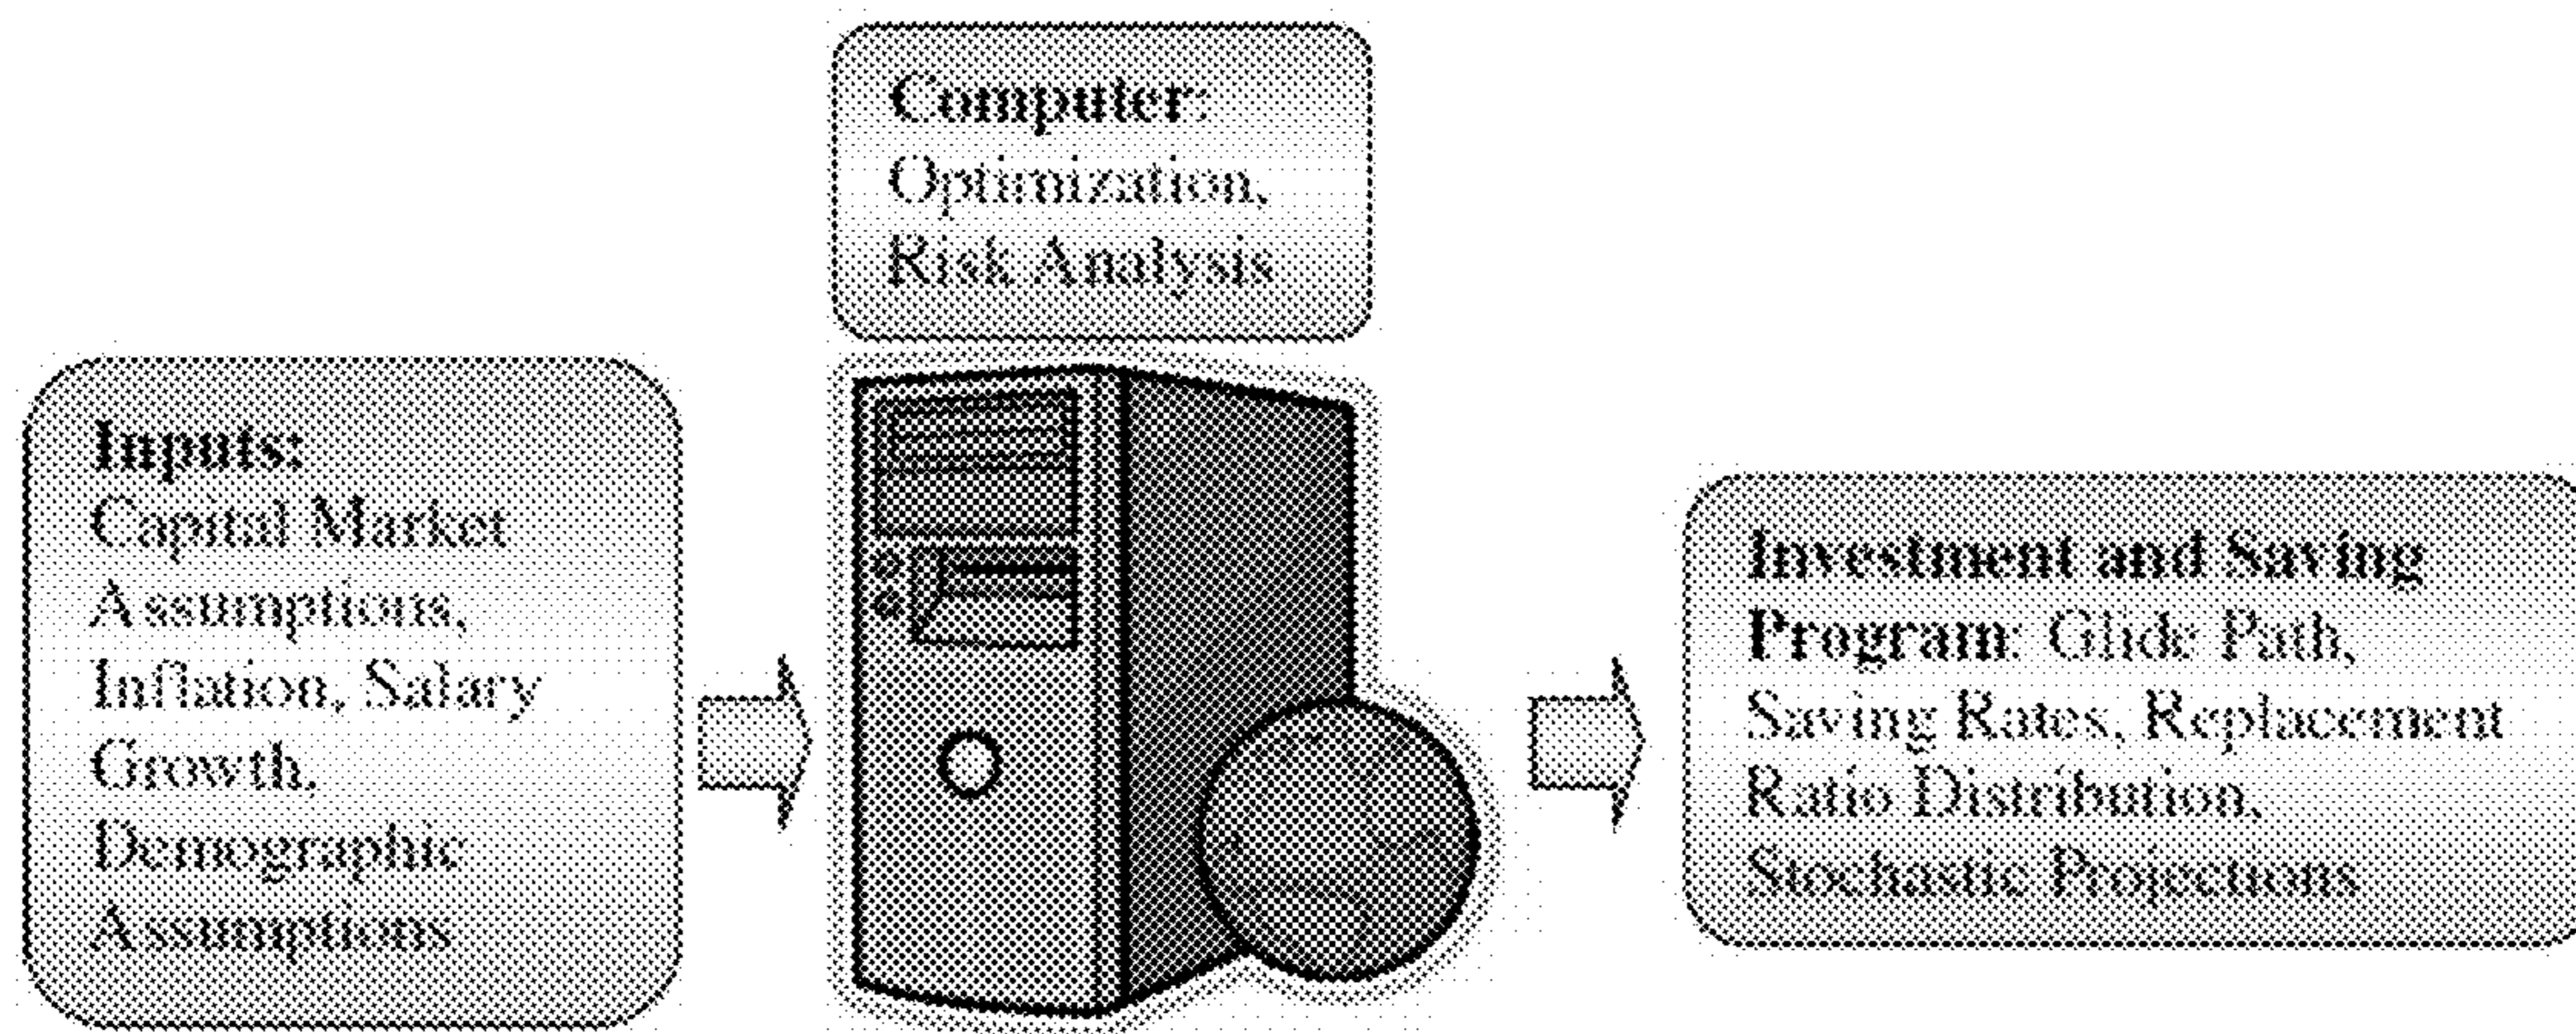 Computer:
Optimization,
Risk Analysis
Inputs:
Capital Market
Assumptions,
Inflation, Salary
Growth,
Demographic
Assumptions
Investment and Saving
Program: Glide Path,
Saving Rates, Replacement
Ratio Distribution,
Stochastic Projections